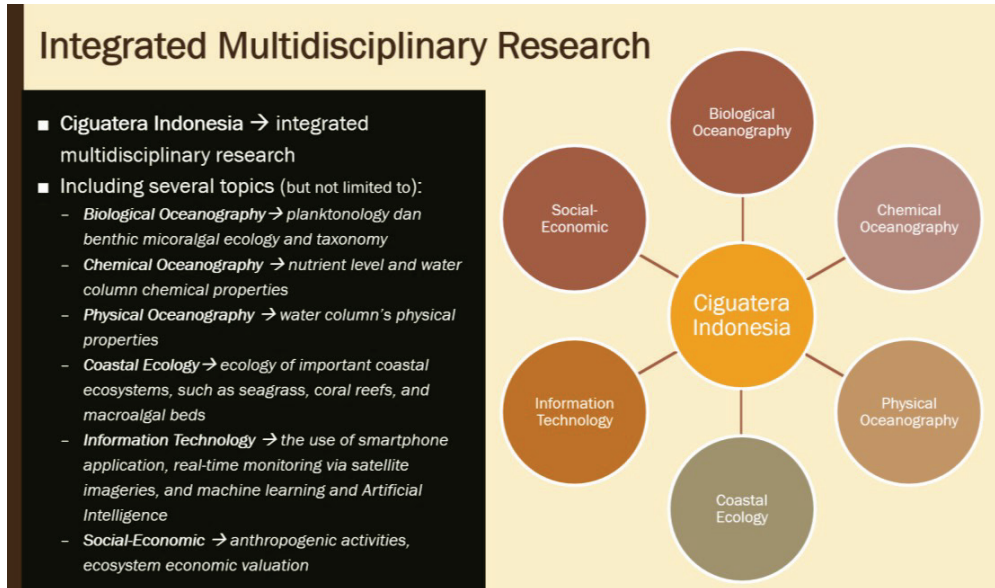 Integrated Multidisciplinary Research
■ Ciguatera Indonesia → integrated
multidisciplinary research
■ Including several topics (but not limited to):
– Biological Oceanography → planktonology dan
benthic micoralgal ecology and taxonomy
– Chemical Oceanography → nutrient level and water
column chemical properties
– Physical Oceanography → water column's physical
properties
– Coastal Ecology → ecology of important coastal
ecosystems, such as seagrass, coral reefs, and
macroalgal beds
– Information Technology → the use of smartphone
application, real-time monitoring via satellite
imageries, and machine learning and Artificial
Intelligence
– Social-Economic → anthropogenic activities,
ecosystem economic valuation
Biological
Oceanography
Chemical
Oceanography
Physical
Oceanography
Coastal
Ecology
Information
Technology
Social-
Economic
Ciguatera
Indonesia